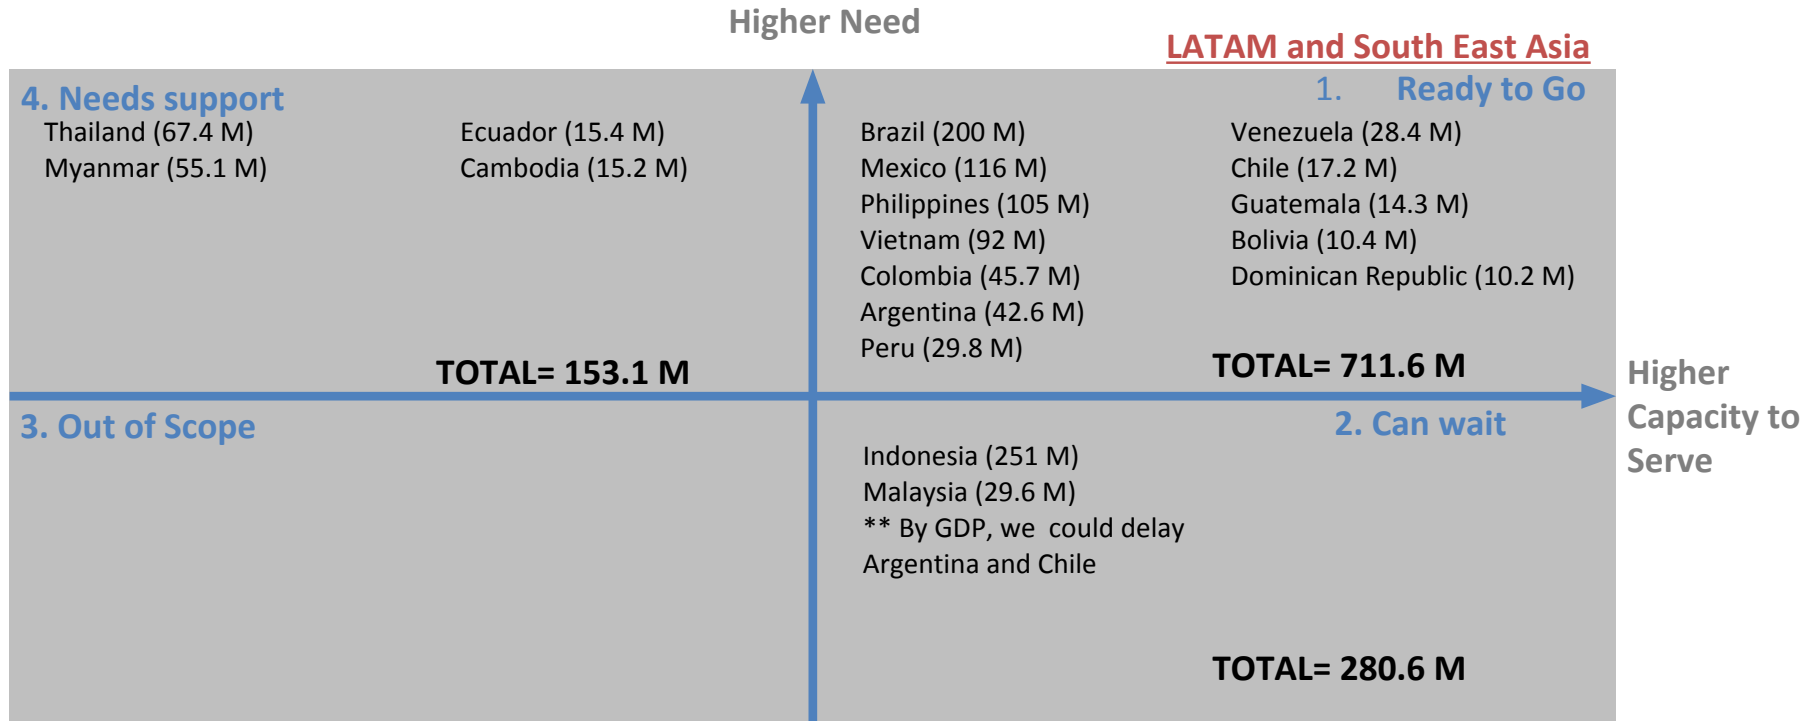 Higher Need
LATAM and South East Asia
4. Needs support
Thailand (67.4 M)
Myanmar (55.1 M)
Ecuador (15.4 M)
Cambodia (15.2 M)
TOTAL= 153.1 M
1. Ready to Go
Brazil (200 M)
Mexico (116 M)
Philippines (105 M)
Vietnam (92 M)
Colombia (45.7 M)
Argentina (42.6 M)
Peru (29.8 M)
Venezuela (28.4 M)
Chile (17.2 M)
Guatemala (14.3 M)
Bolivia (10.4 M)
Dominican Republic (10.2 M)
TOTAL= 711.6 M
Higher
Capacity to
Serve
3. Out of Scope
2. Can wait
Indonesia (251 M)
Malaysia (29.6 M)
** By GDP, we could delay
Argentina and Chile
TOTAL= 280.6 M